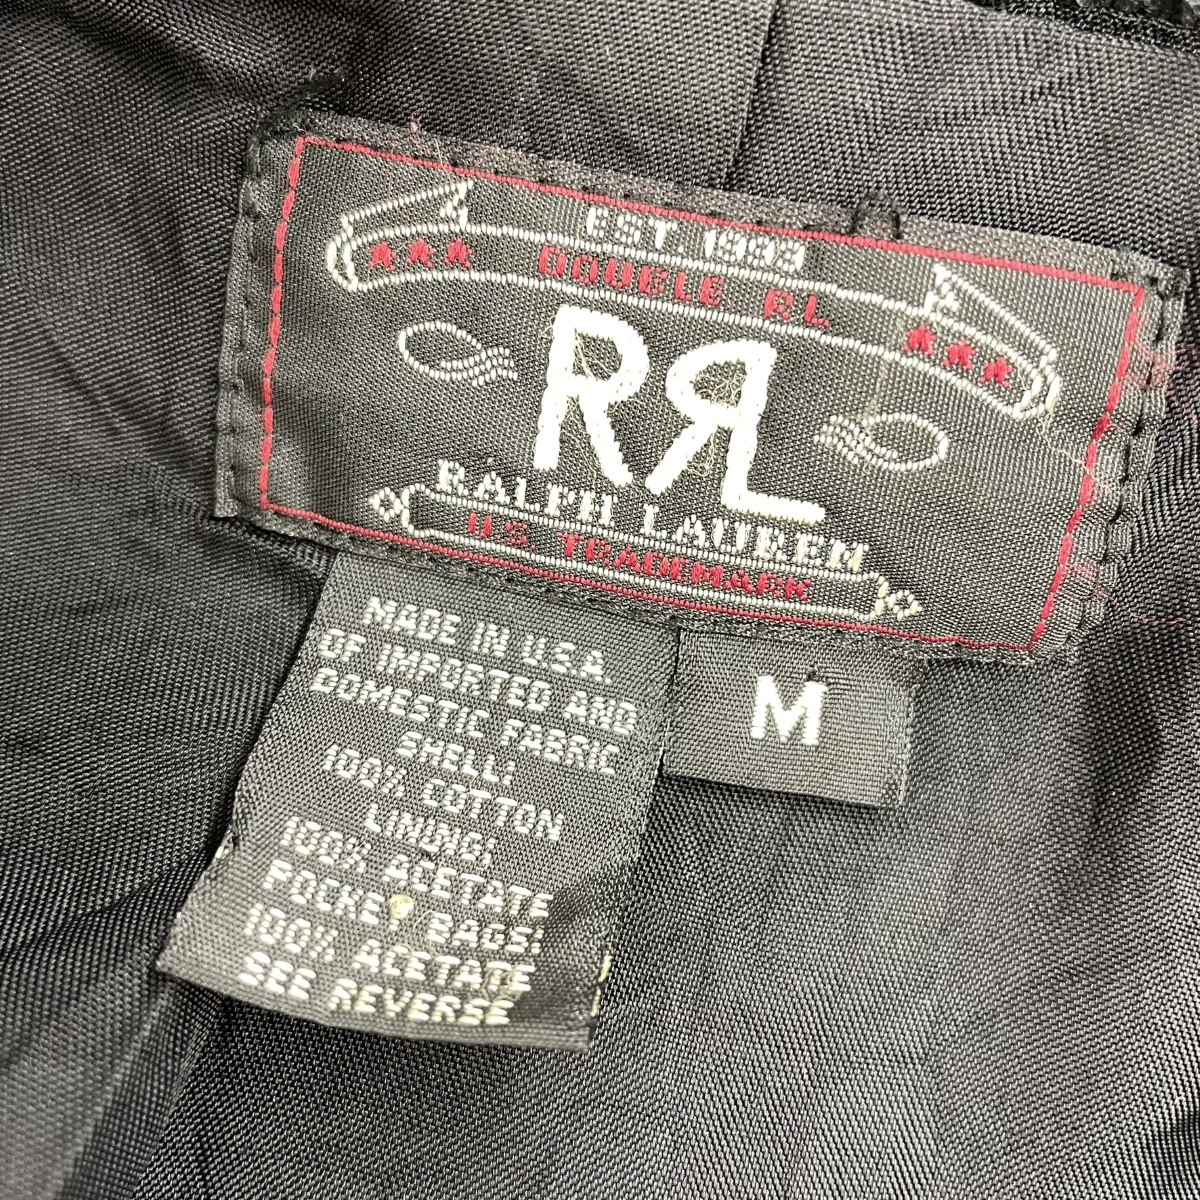 EST. 1993
DOUBLE RL
RRL
RALPH LAUREN
U.S. TRADEMARK
M
MADE IN U.S.A.
OF IMPORTED AND
DOMESTIC FABRIC
SHELL:
100% COTTON
LINING:
100% ACETATE
POCKET BAGS:
100% ACETATE
SEE REVERSE